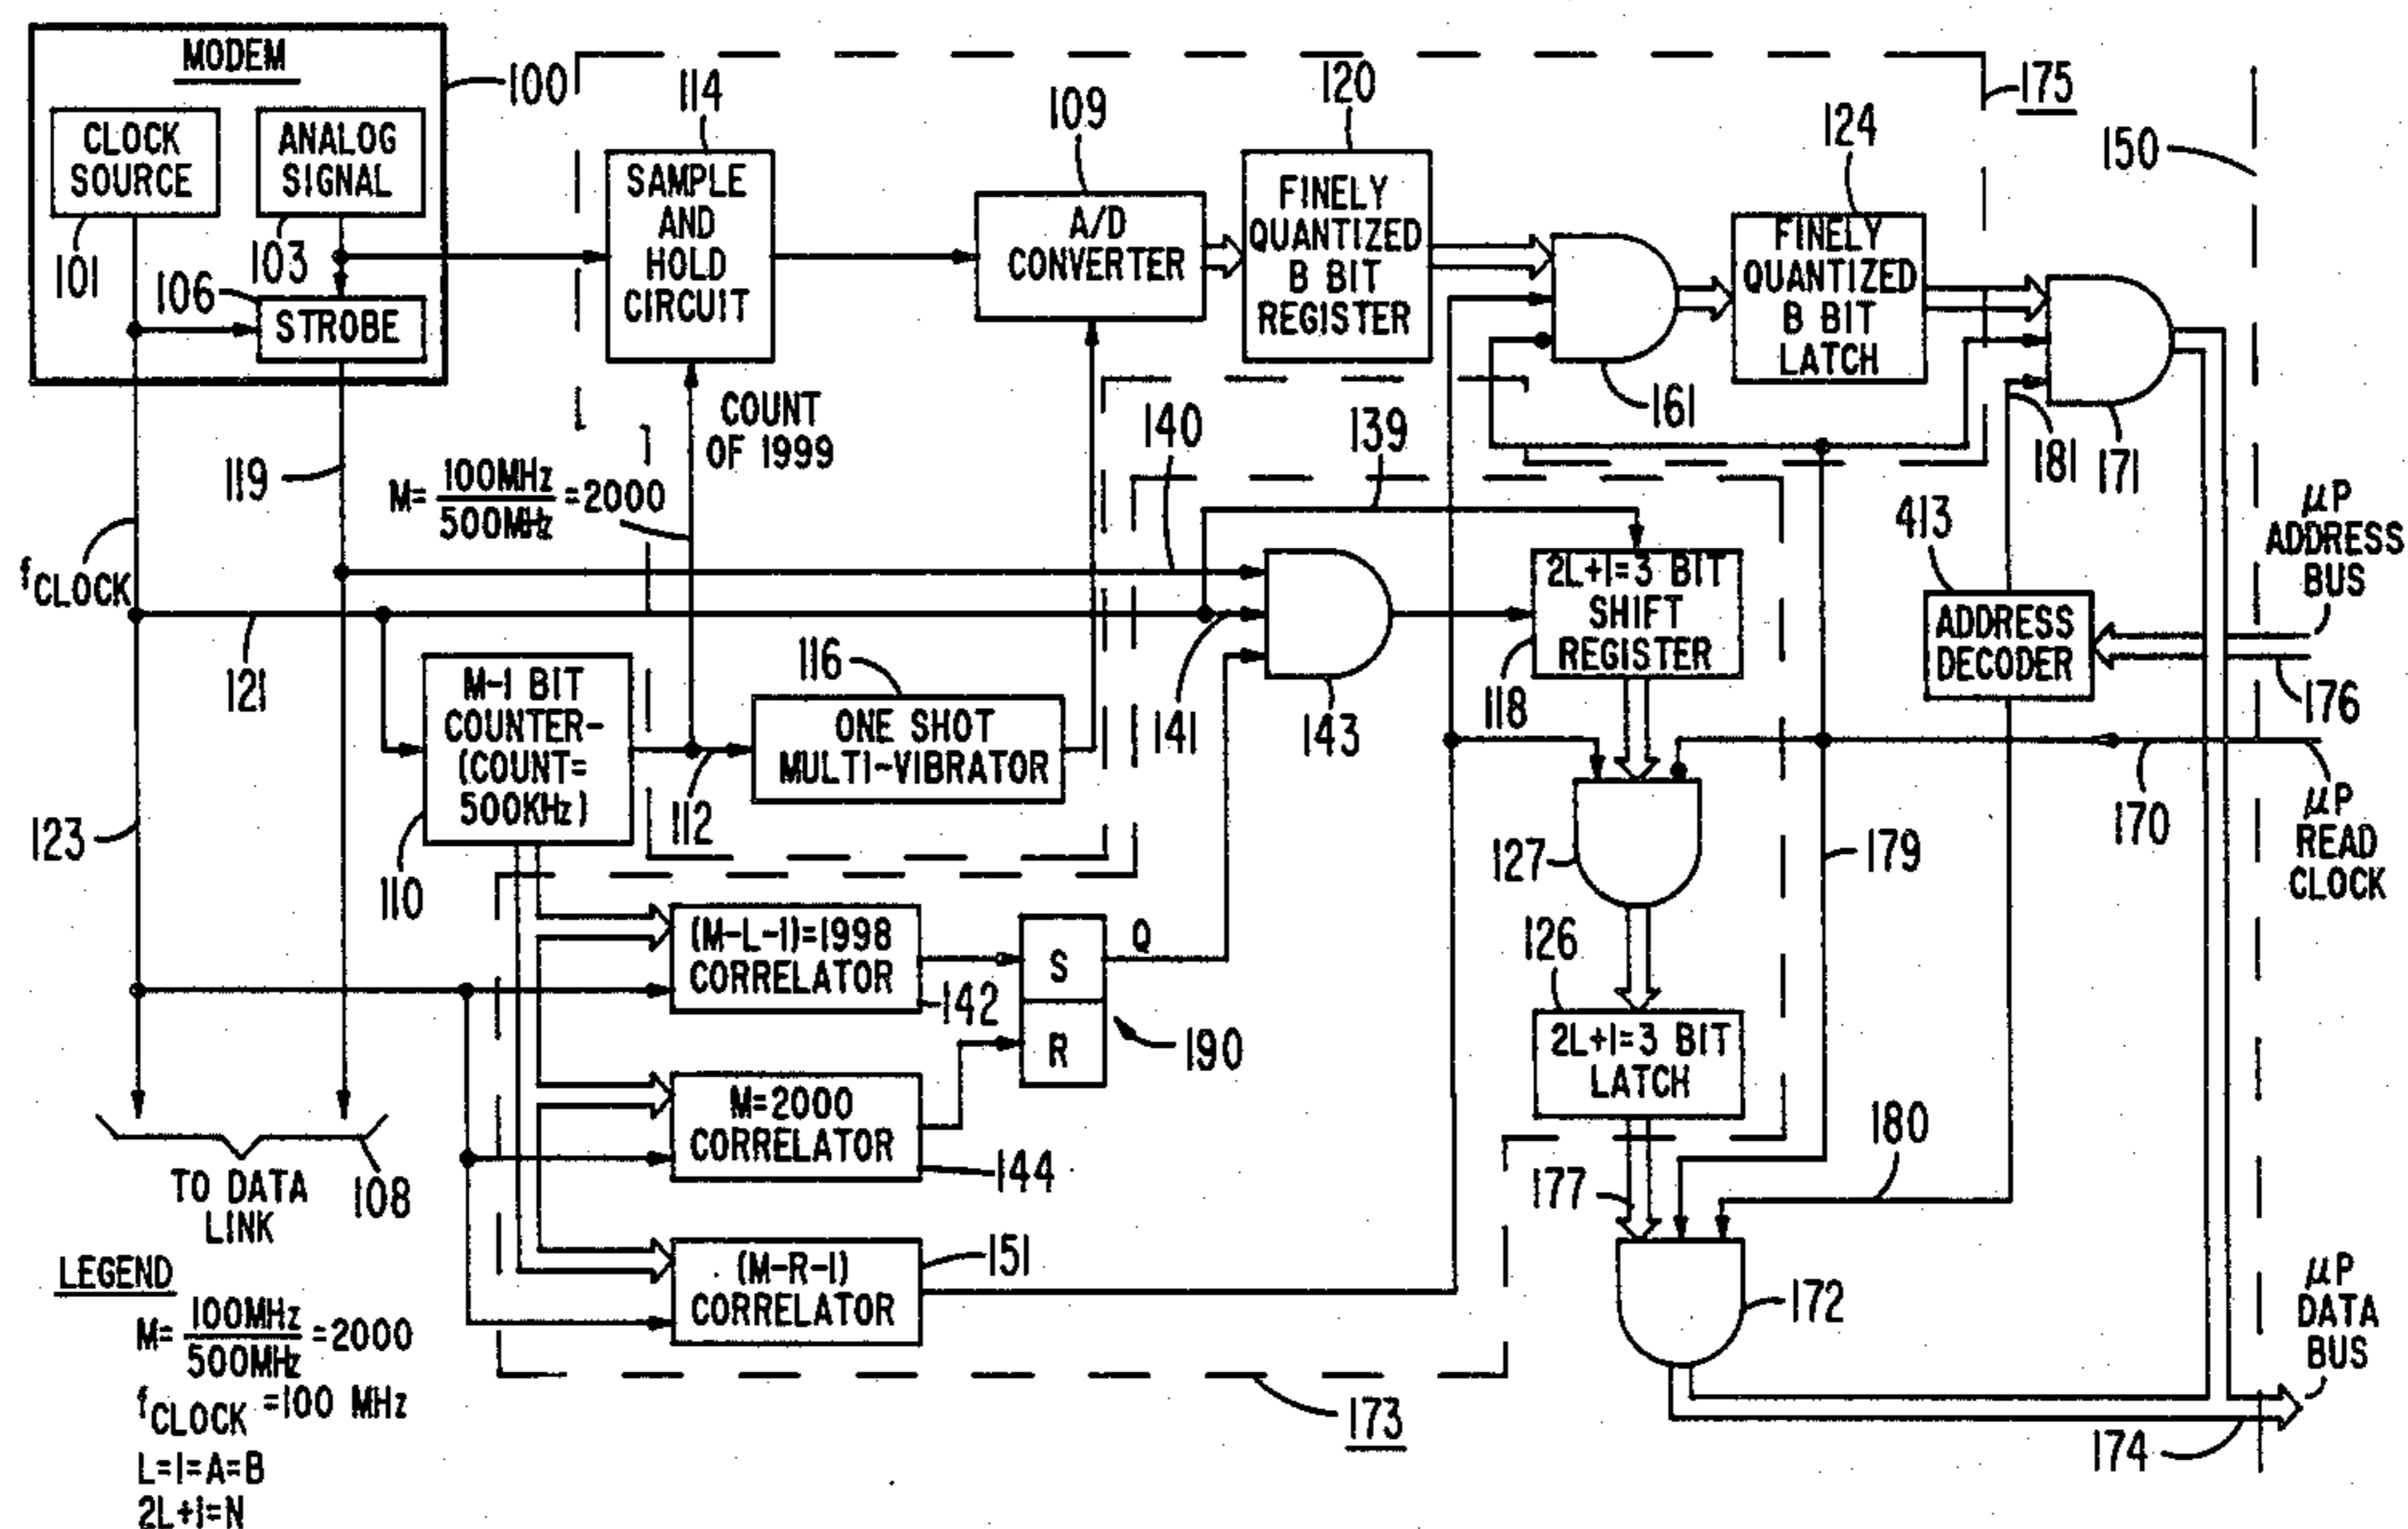 MODEM
100
CLOCK
SOURCE
101
ANALOG
SIGNAL
103
106
STROBE
114
SAMPLE
AND
HOLD
CIRCUIT
109
A/D
CONVERTER
120
FINELY
QUANTIZED
B BIT
REGISTER
161
124
FINELY
QUANTIZED
B BIT
LATCH
175
150
181
171
COUNT
OF 1999
140
139
119
M= 100MHz
500MHz =2000
fCLOCK
121
123
M-1 BIT
COUNTER-
(COUNT=
500KHz)
110
112
116
ONE SHOT
MULTI-VIBRATOR
141
143
2L+1=3 BIT
SHIFT
REGISTER
118
413
ADDRESS
DECODER
μP
ADDRESS
BUS
176
170
μP
READ
CLOCK
127
179
126
2L+1=3 BIT
LATCH
177
180
172
(M-L-1)=1998
CORRELATOR
142
S
R
Q
190
M=2000
CORRELATOR
144
(M-R-1)
CORRELATOR
151
173
μP
DATA
BUS
174
TO DATA
LINK
108
LEGEND
M= 100MHz
500MHz =2000
fCLOCK =100 MHz
L=1=A=B
2L+1=N